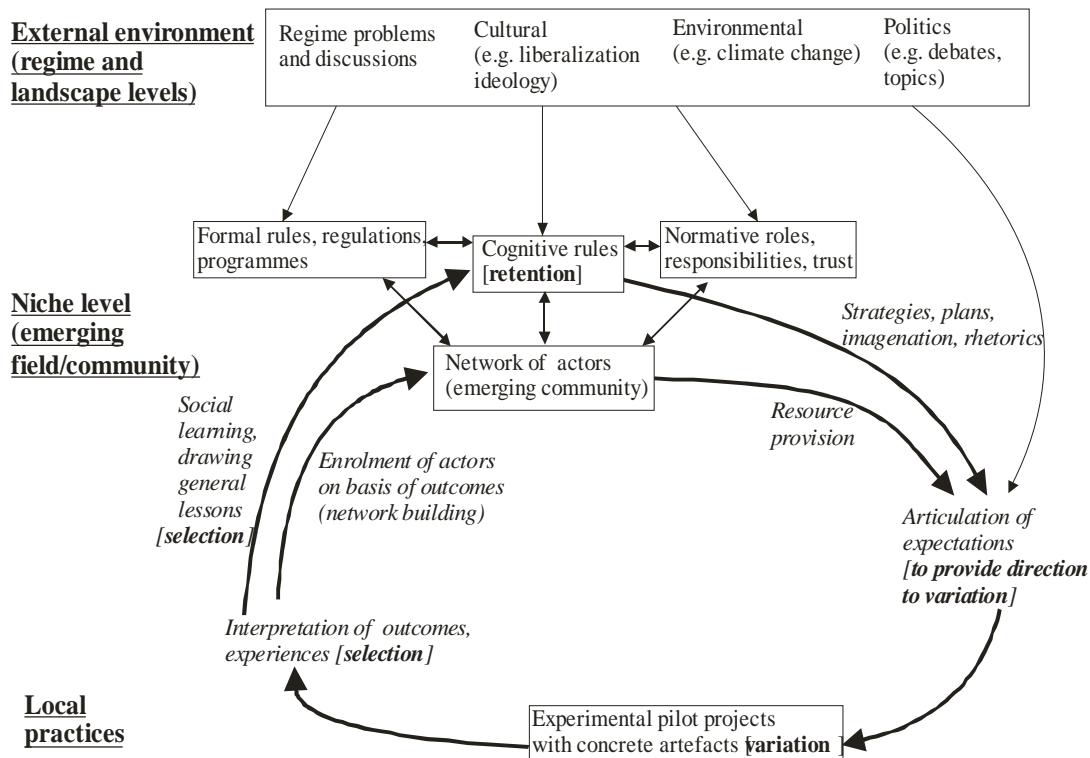 External environment
(regime and
landscape levels)
Regime problems
and discussions
Cultural
(e.g. liberalization
ideology)
Environmental
(e.g. climate change)
Politics
(e.g. debates,
topics)
Formal rules, regulations,
programmes
Cognitive rules
[retention]
Normative roles,
responsibilities, trust
Niche level
(emerging
field/community)
Network of actors
(emerging community)
Strategies, plans,
imagenation, rhetorics
Resource
provision
Social
learning,
drawing
general
lessons
[selection]
Enrolment of actors
on basis of outcomes
(network building)
Articulation of
expectations
[to provide direction
to variation]
Interpretation of outcomes,
experiences [selection]
Local
practices
Experimental pilot projects
with concrete artefacts [variation ]